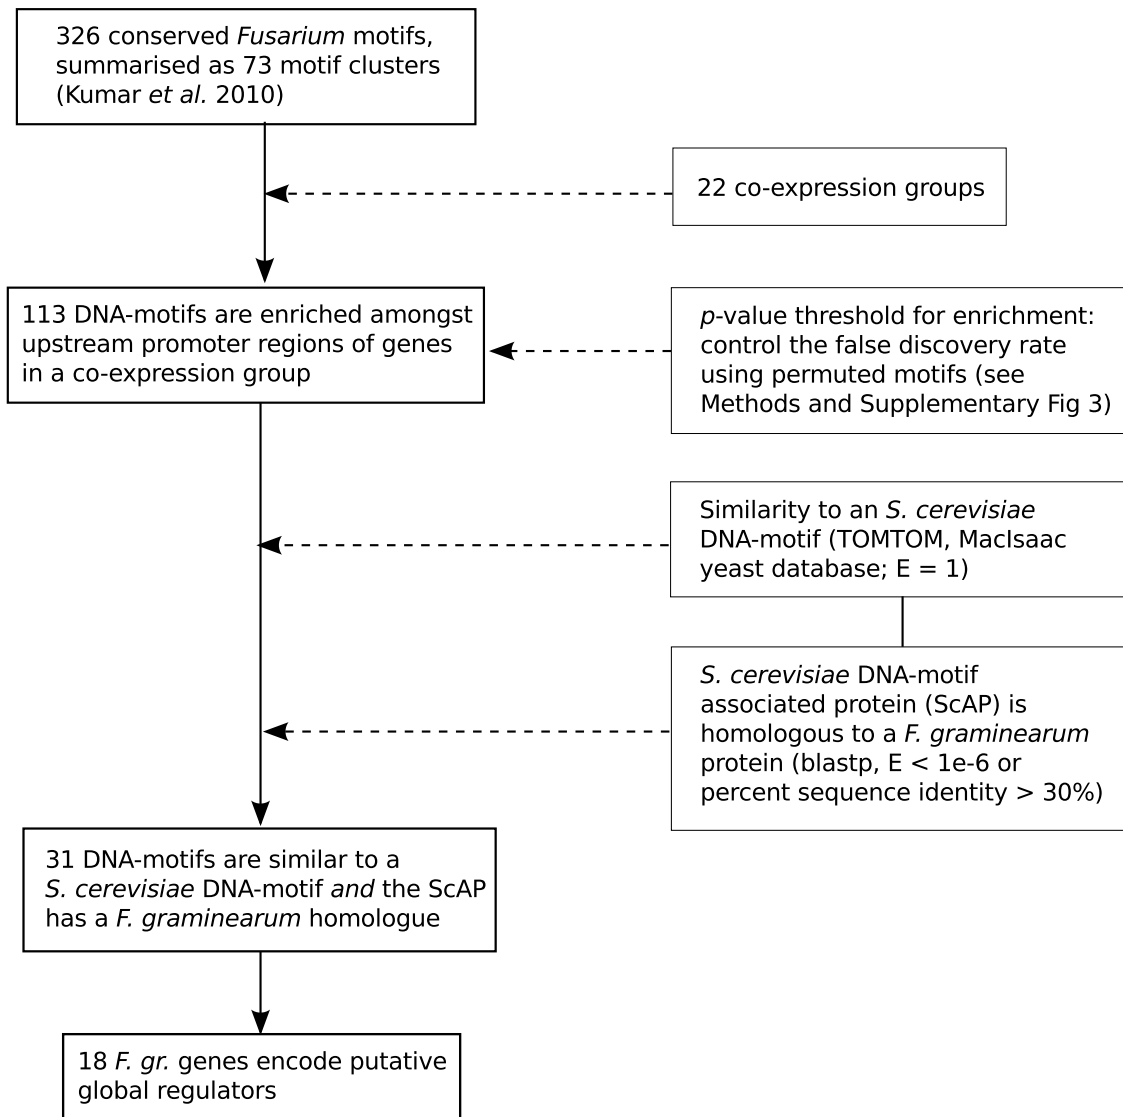 326 conserved Fusarium motifs,
summarised as 73 motif clusters
(Kumar et al. 2010)
22 co-expression groups
113 DNA-motifs are enriched amongst
upstream promoter regions of genes
in a co-expression group
p-value threshold for enrichment:
control the false discovery rate
using permuted motifs (see
Methods and Supplementary Fig 3)
Similarity to an S. cerevisiae
DNA-motif (TOMTOM, MacIsaac
yeast database; E = 1)
S. cerevisiae DNA-motif
associated protein (ScAP) is
homologous to a F. graminearum
protein (blastp, E < 1e-6 or
percent sequence identity > 30%)
31 DNA-motifs are similar to a
S. cerevisiae DNA-motif and the ScAP
has a F. graminearum homologue
18 F. gr. genes encode putative
global regulators